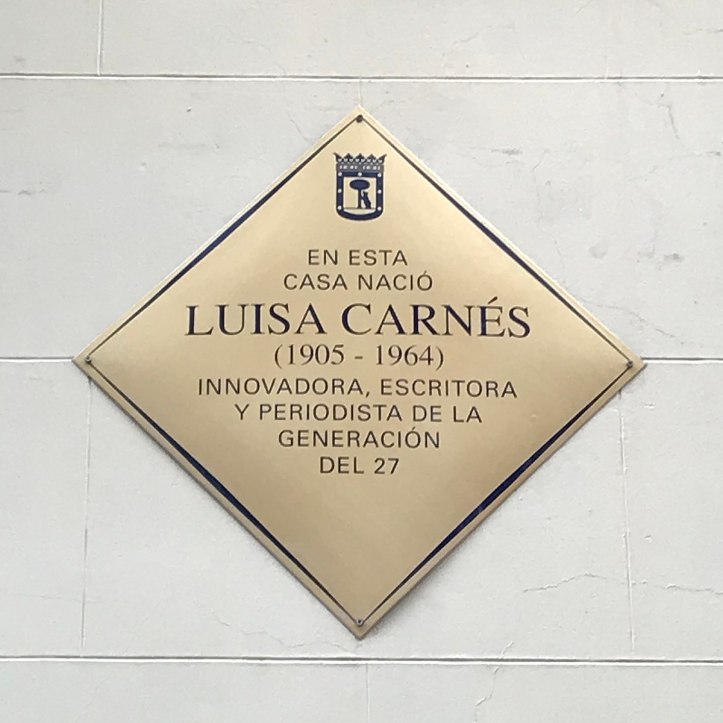 EN ESTA
CASA NACIÓ
LUISA CARNÉS
(1905 - 1964)
INNOVADORA, ESCRITORA
Y PERIODISTA DE LA
GENERACIÓN
DEL 27